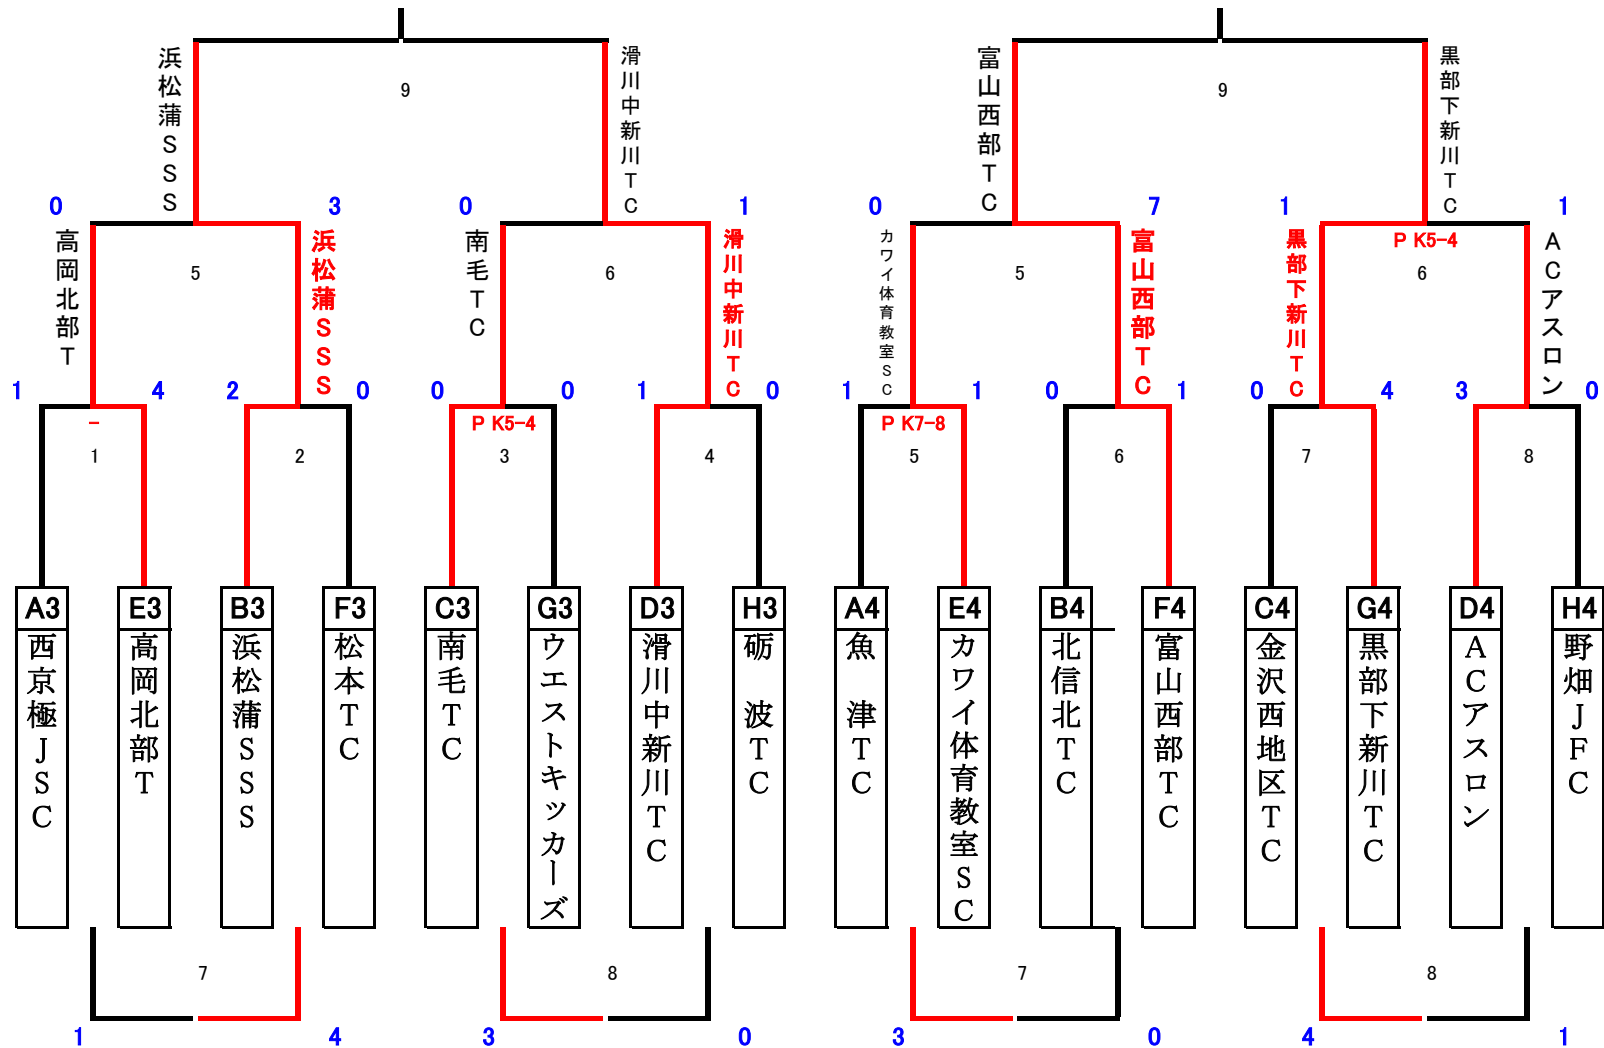 浜松蒲SSS
滑川中新川TC
富山西部TC
黒部下新川TC
9
9
0
3
0
1
0
7
1
1
高岡北部T
浜松蒲SSS
南毛TC
滑川中新川TC
カワイ体育教室SC
富山西部TC
黒部下新川TC
ACアスロン
5
6
5
P K5-4
6
1
4
2
0
0
0
1
0
1
1
0
1
0
4
3
0
-
P K5-4
P K7-8
1
2
3
4
5
6
7
8
A3
E3
B3
F3
C3
G3
D3
H3
A4
E4
B4
F4
C4
G4
D4
H4
西京極JSC
高岡北部T
浜松蒲SSS
松本TC
南毛TC
ウエストキッカーズ
滑川中新川TC
砺 波TC
魚 津TC
カワイ体育教室SC
北信北TC
富山西部TC
金沢西地区TC
黒部下新川TC
ACアスロン
野畑JFC
7
8
7
8
1
4
3
0
3
0
4
1